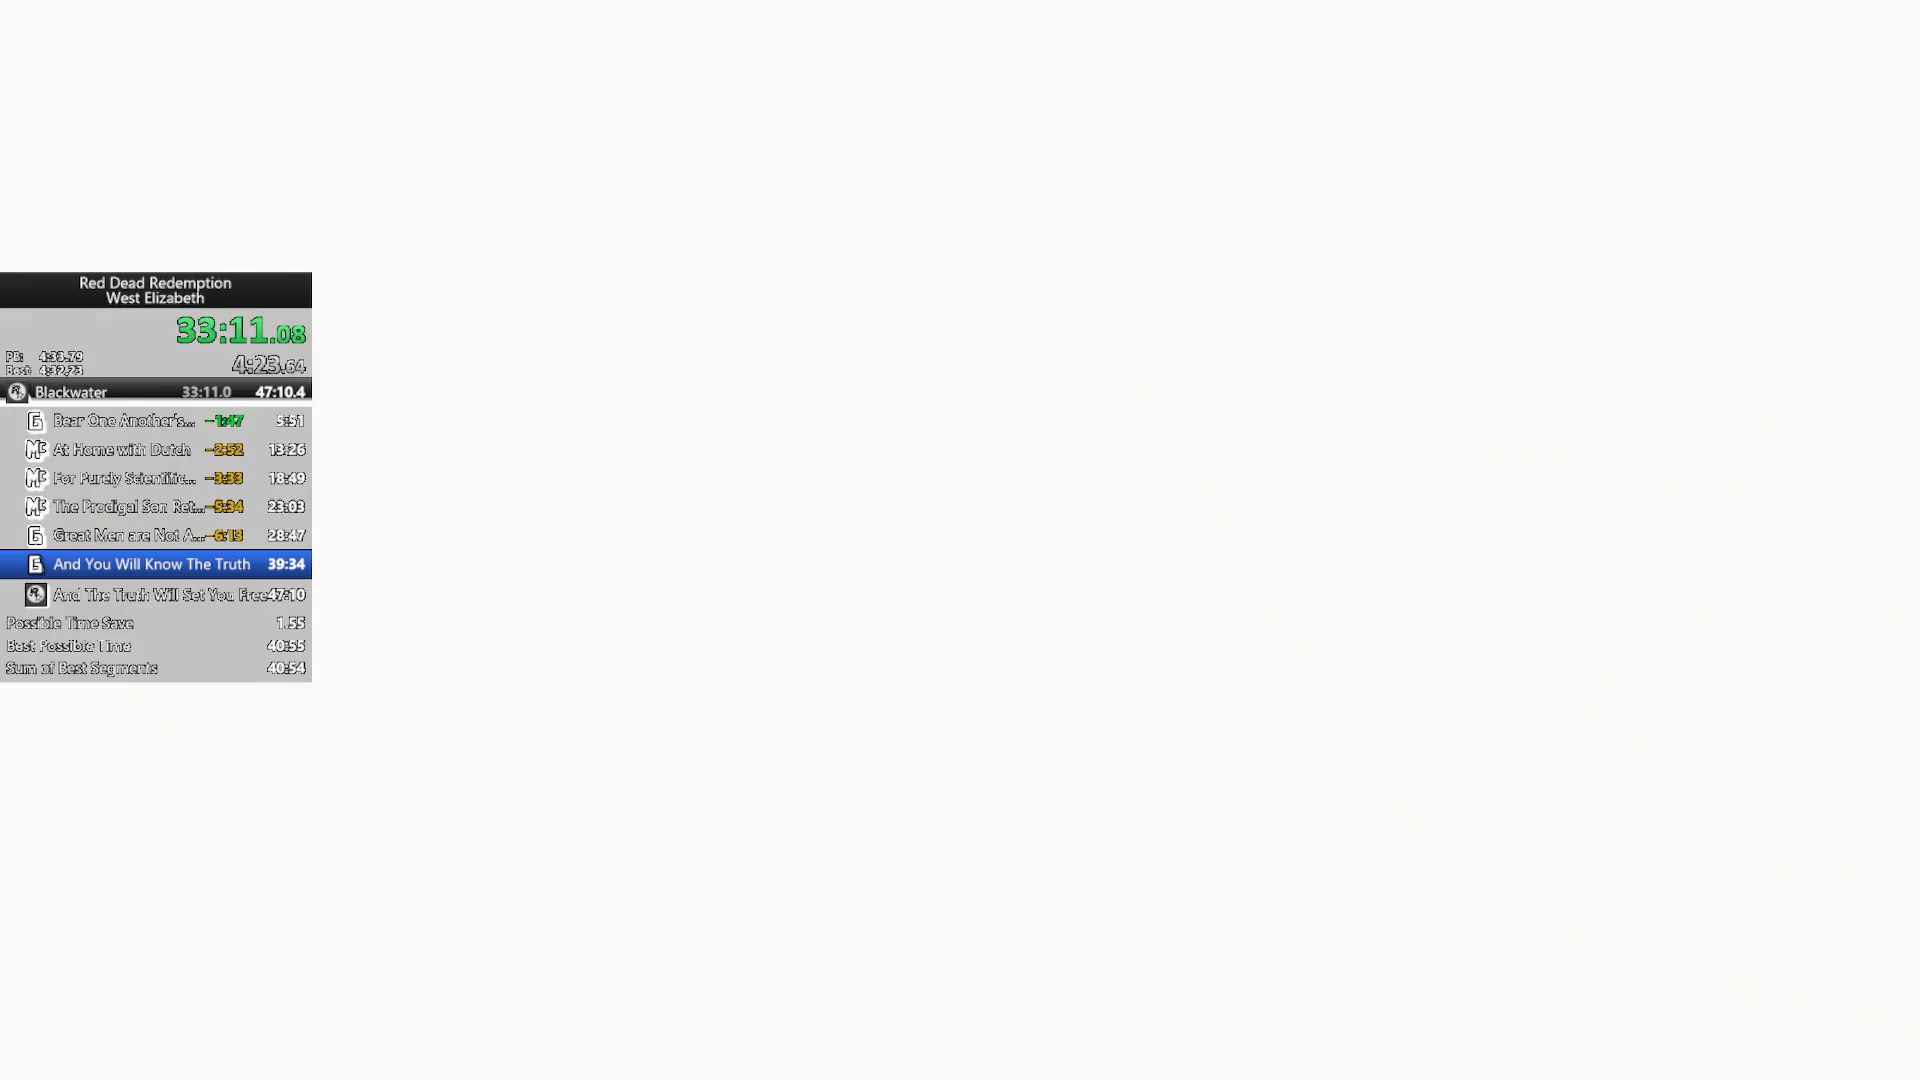 Red Dead Redemption
West Elizabeth
33:11.08
PB: 4:33.79 4:23.64
Best: 4:32.23
Blackwater 33:11.0 47:10.4
Bear One Another's... −1:47 5:51
At Home with Dutch −2:52 13:26
For Purely Scientific... −3:33 18:49
The Prodigal Son Ret... −5:34 23:03
Great Men are Not A... −6:13 28:47
And You Will Know The Truth 39:34
And The Truth Will Set You Free 47:10
Possible Time Save 1.55
Best Possible Time 40:55
Sum of Best Segments 40:54